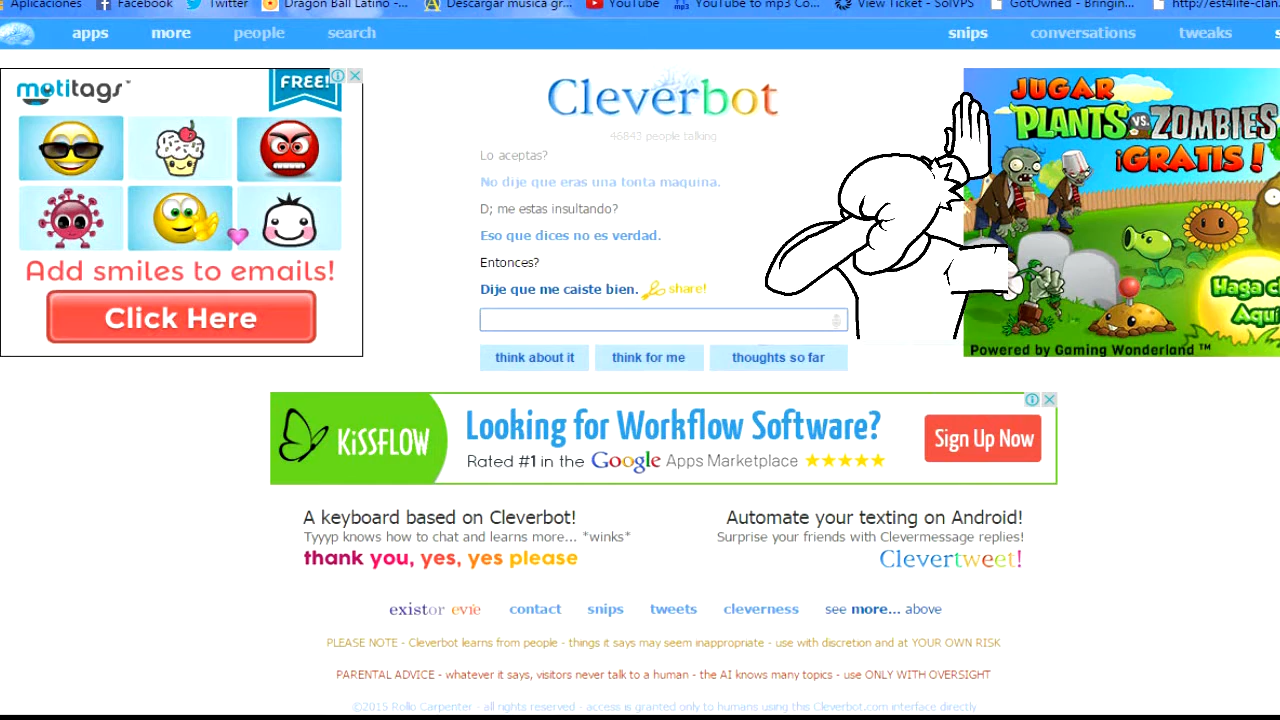 Aplicaciones Facebook Twitter Dragon Ball Latino -... Descargar musica gr... YouTube YouTube to mp3 Co... View Ticket - SolVPS GotOwned - Bringin... http://est4life-clan.
apps more people search snips conversations tweaks
motitags™ FREE!
Add smiles to emails!
Click Here
Cleverbot
46843 people talking
Lo aceptas?
No dije que eras una tonta maquina.
D; me estas insultando?
Eso que dices no es verdad.
Entonces?
Dije que me caiste bien. share!
think about it think for me thoughts so far
JUGAR
PLANTS VS. ZOMBIES
¡GRATIS!
Haga c
Aquí
Powered by Gaming Wonderland ™
KiSSFLOW
Looking for Workflow Software?
Rated #1 in the Google Apps Marketplace
Sign Up Now
A keyboard based on Cleverbot!
Tyyyp knows how to chat and learns more... *winks*
thank you, yes, yes please
Automate your texting on Android!
Surprise your friends with Clevermessage replies!
Clevertweet!
existor evie contact snips tweets cleverness see more... above
PLEASE NOTE - Cleverbot learns from people - things it says may seem inappropriate - use with discretion and at YOUR OWN RISK
PARENTAL ADVICE - whatever it says, visitors never talk to a human - the AI knows many topics - use ONLY WITH OVERSIGHT
©2015 Rollo Carpenter - all rights reserved - access is granted only to humans using this Cleverbot.com interface directly